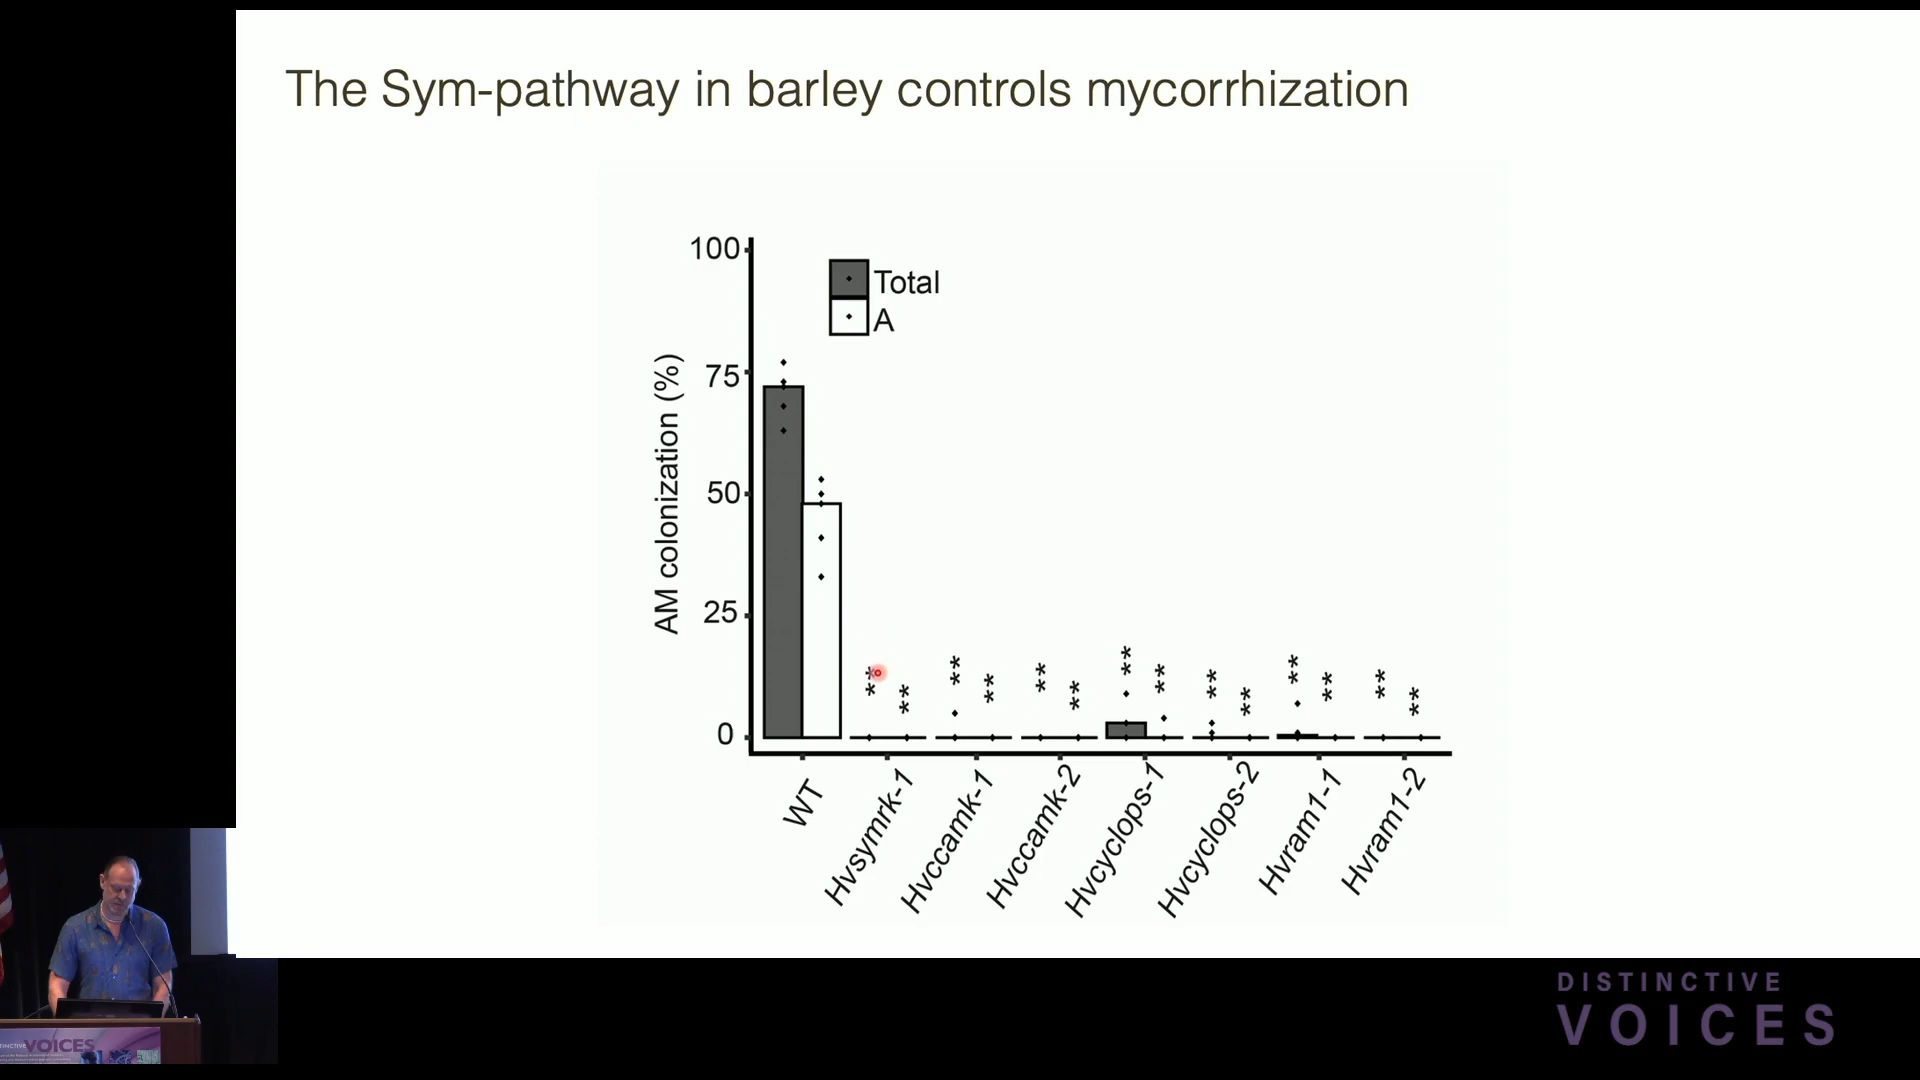 The Sym-pathway in barley controls mycorrhization
100
75
50
25
0
AM colonization (%)
Total
A
**
**
**
**
**
**
**
**
**
**
**
**
**
**
WT
Hvsymrk-1
Hvccamk-1
Hvccamk-2
Hvcyclops-1
Hvcyclops-2
Hvram1-1
Hvram1-2
DISTINCTIVE
VOICES
VOICES